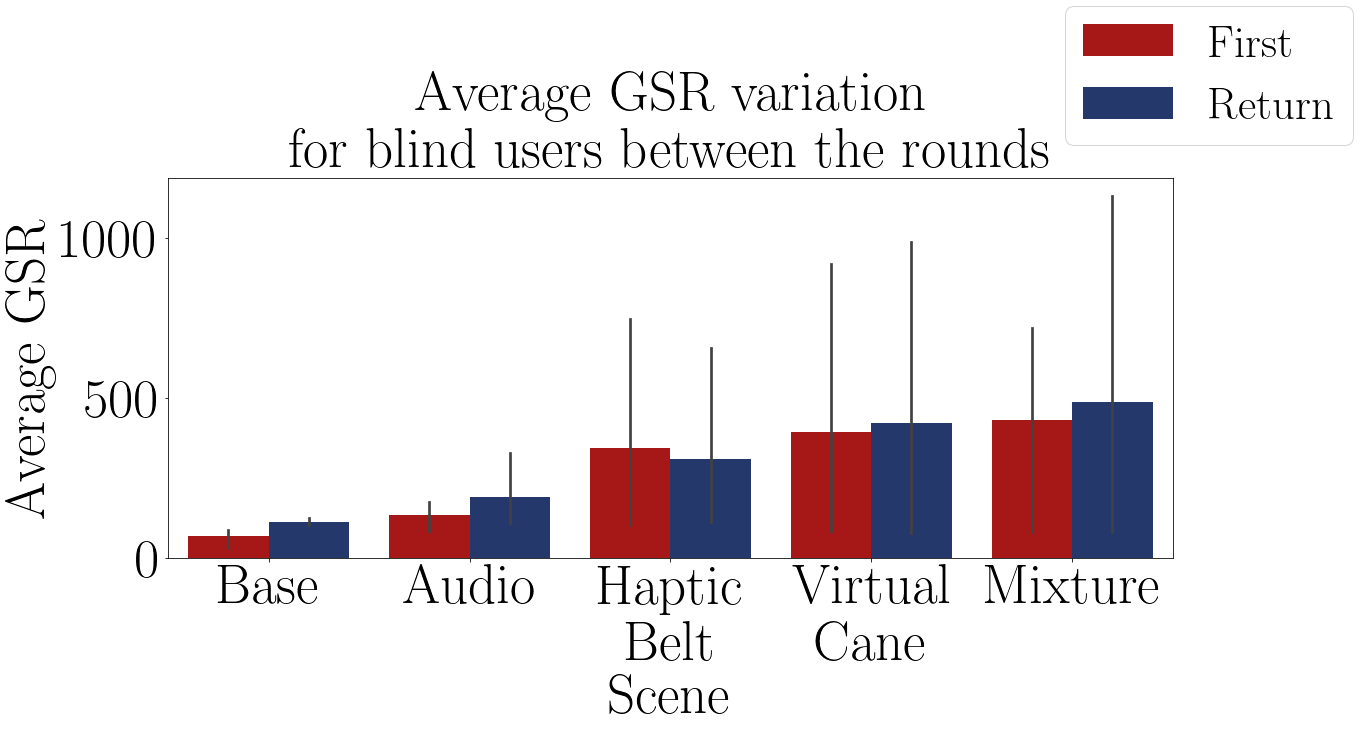 First
Return
Average GSR variation
for blind users between the rounds
Average GSR
1000
500
0
Base Audio Haptic Virtual Mixture
Belt Cane
Scene